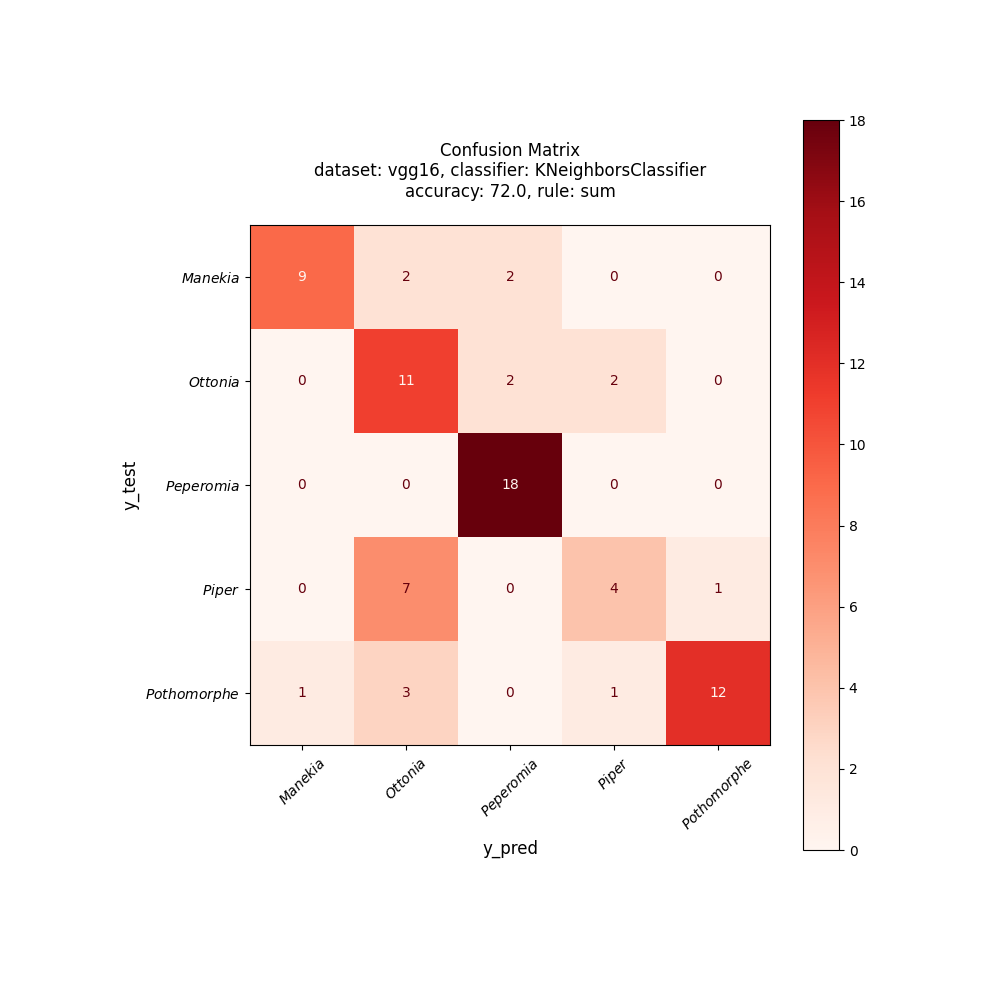 Confusion Matrix
dataset: vgg16, classifier: KNeighborsClassifier
accuracy: 72.0, rule: sum
18
16
14
12
10
8
6
4
2
0
y_test
Manekia 9 2 2 0 0
Ottonia 0 11 2 2 0
Peperomia 0 0 18 0 0
Piper 0 7 0 4 1
Pothomorphe 1 3 0 1 12
Manekia Ottonia Peperomia Piper Pothomorphe
y_pred